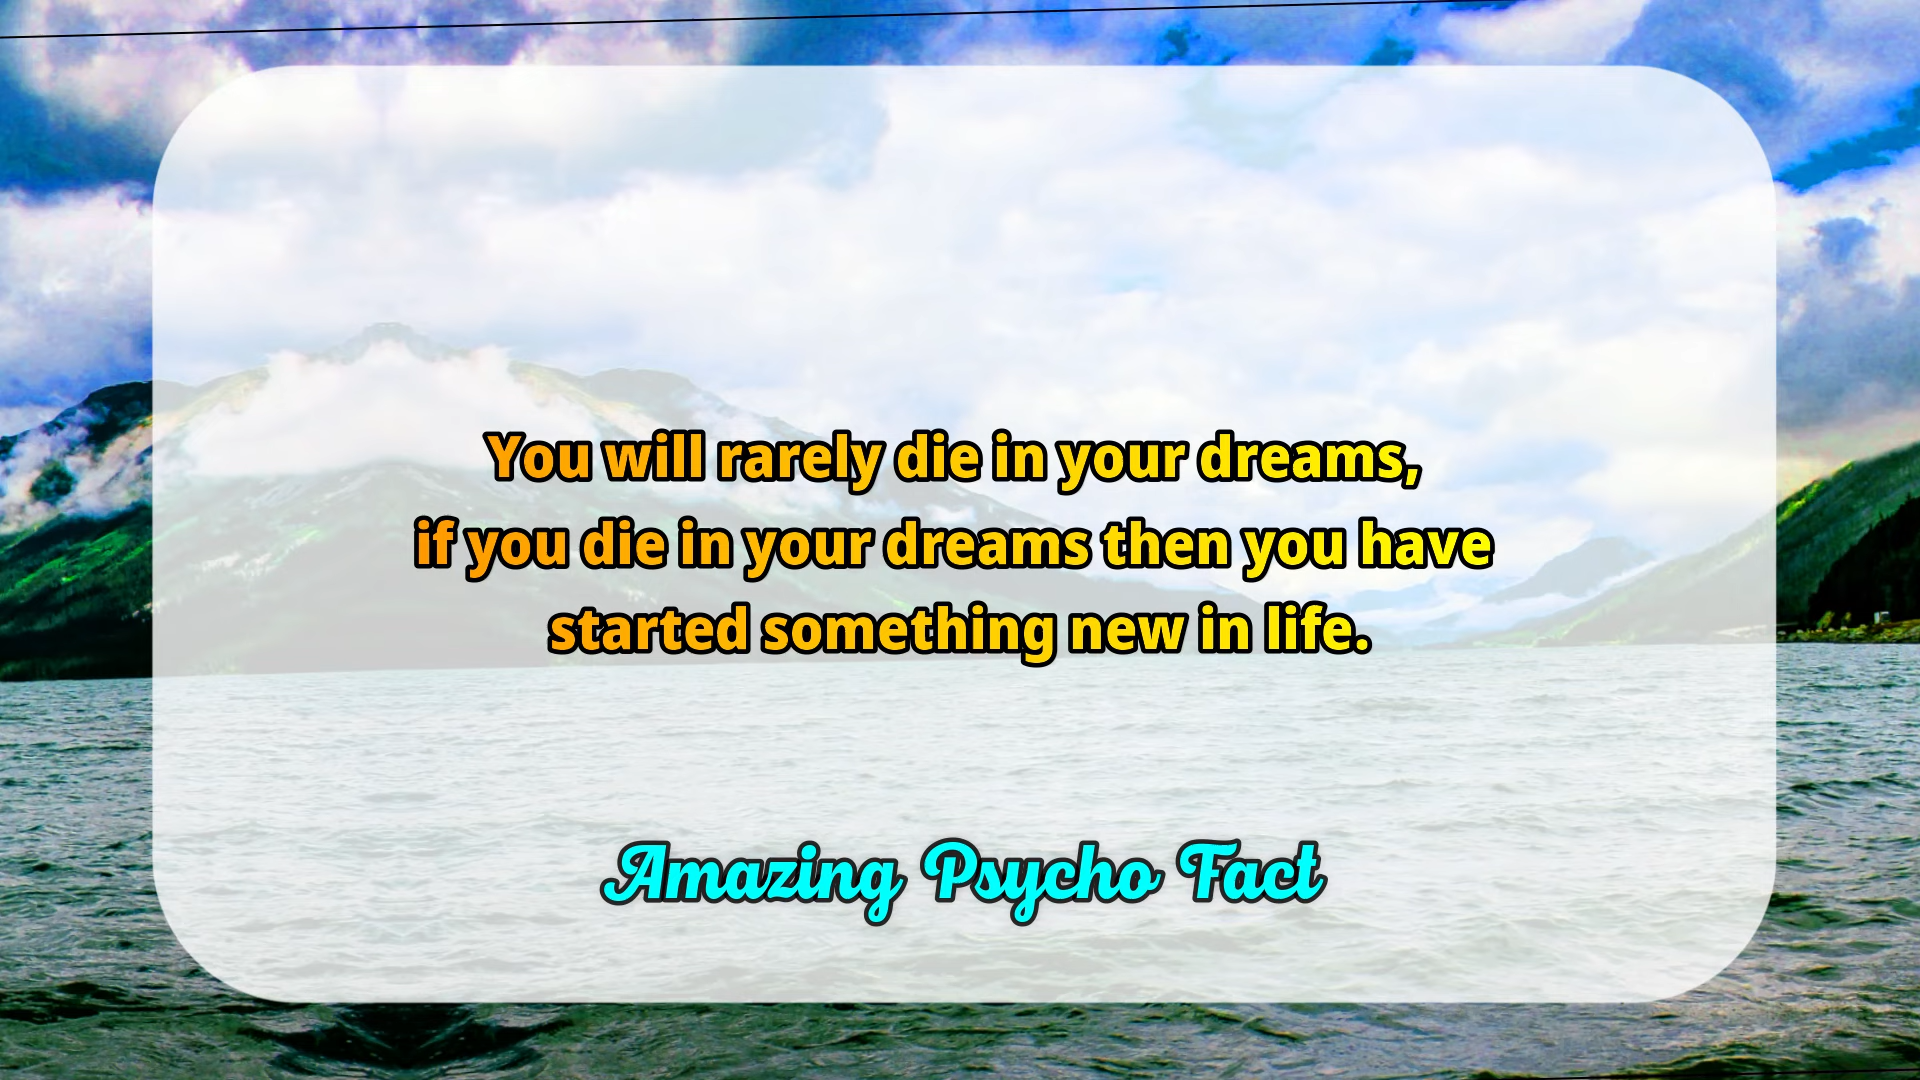 You will rarely die in your dreams,
if you die in your dreams then you have
started something new in life.
Amazing Psycho Fact